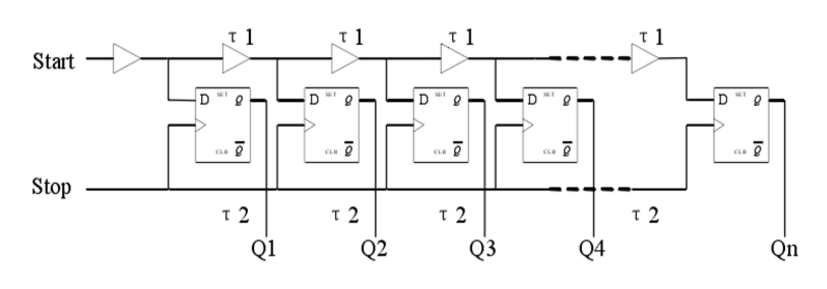 τ 1 τ 1 τ 1 τ 1
Start
D SET Q D SET Q D SET Q D SET Q D SET Q
CLR Q CLR Q CLR Q CLR Q CLR Q
Stop
τ 2 τ 2 τ 2 τ 2
Q1 Q2 Q3 Q4 Qn